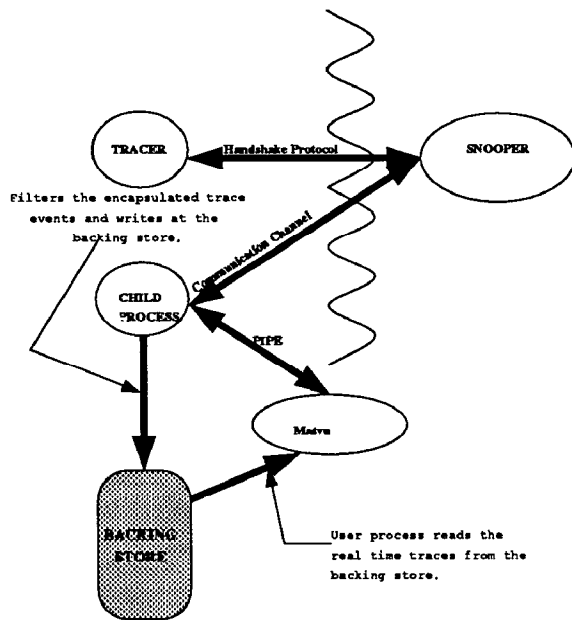 TRACER
Handshake Protocol
SNOOPER
Filters the encapsulated trace
events and writes at the
backing store.
Communication Channel
CHILD
PROCESS
PIPE
BACKING
STORE
User process reads the
real time traces from the
backing store.